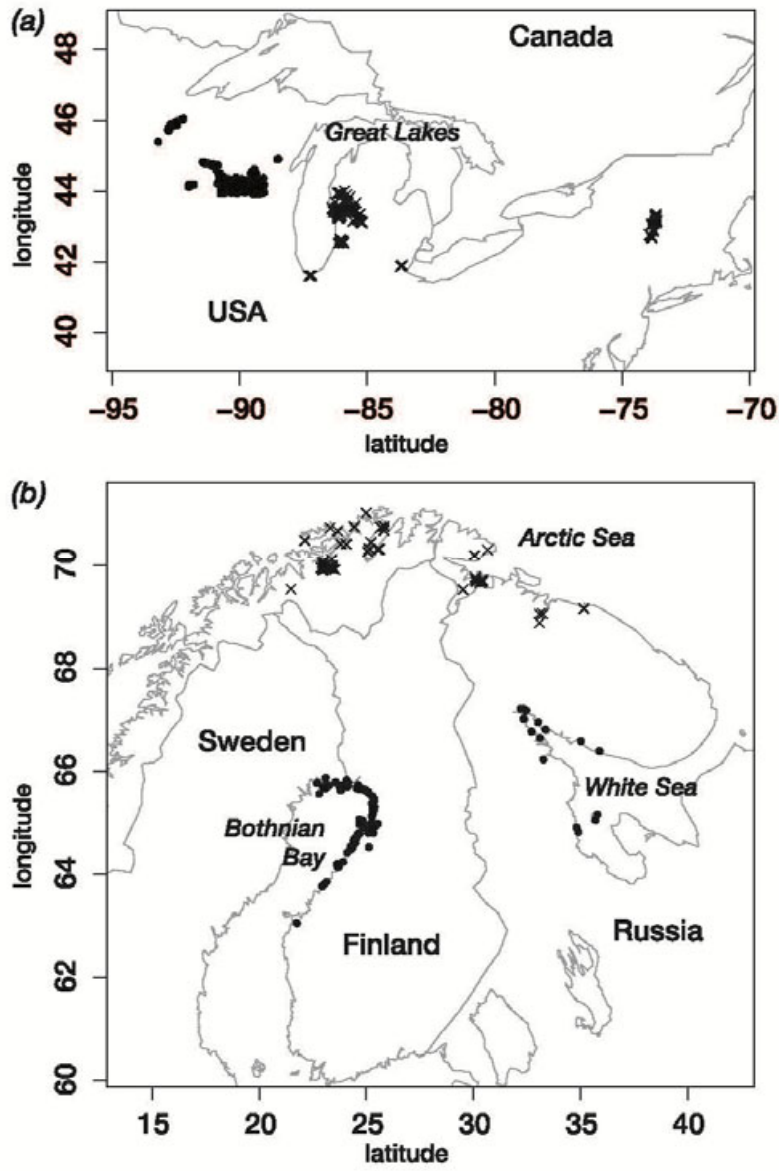 (a)
Canada
48
46
44
42
40
longitude
Great Lakes
USA
−95 −90 −85 −80 −75 −70
latitude
(b)
Arctic Sea
70
68
66
64
62
60
longitude
Sweden
Bothnian
Bay
White Sea
Finland
Russia
15 20 25 30 35 40
latitude